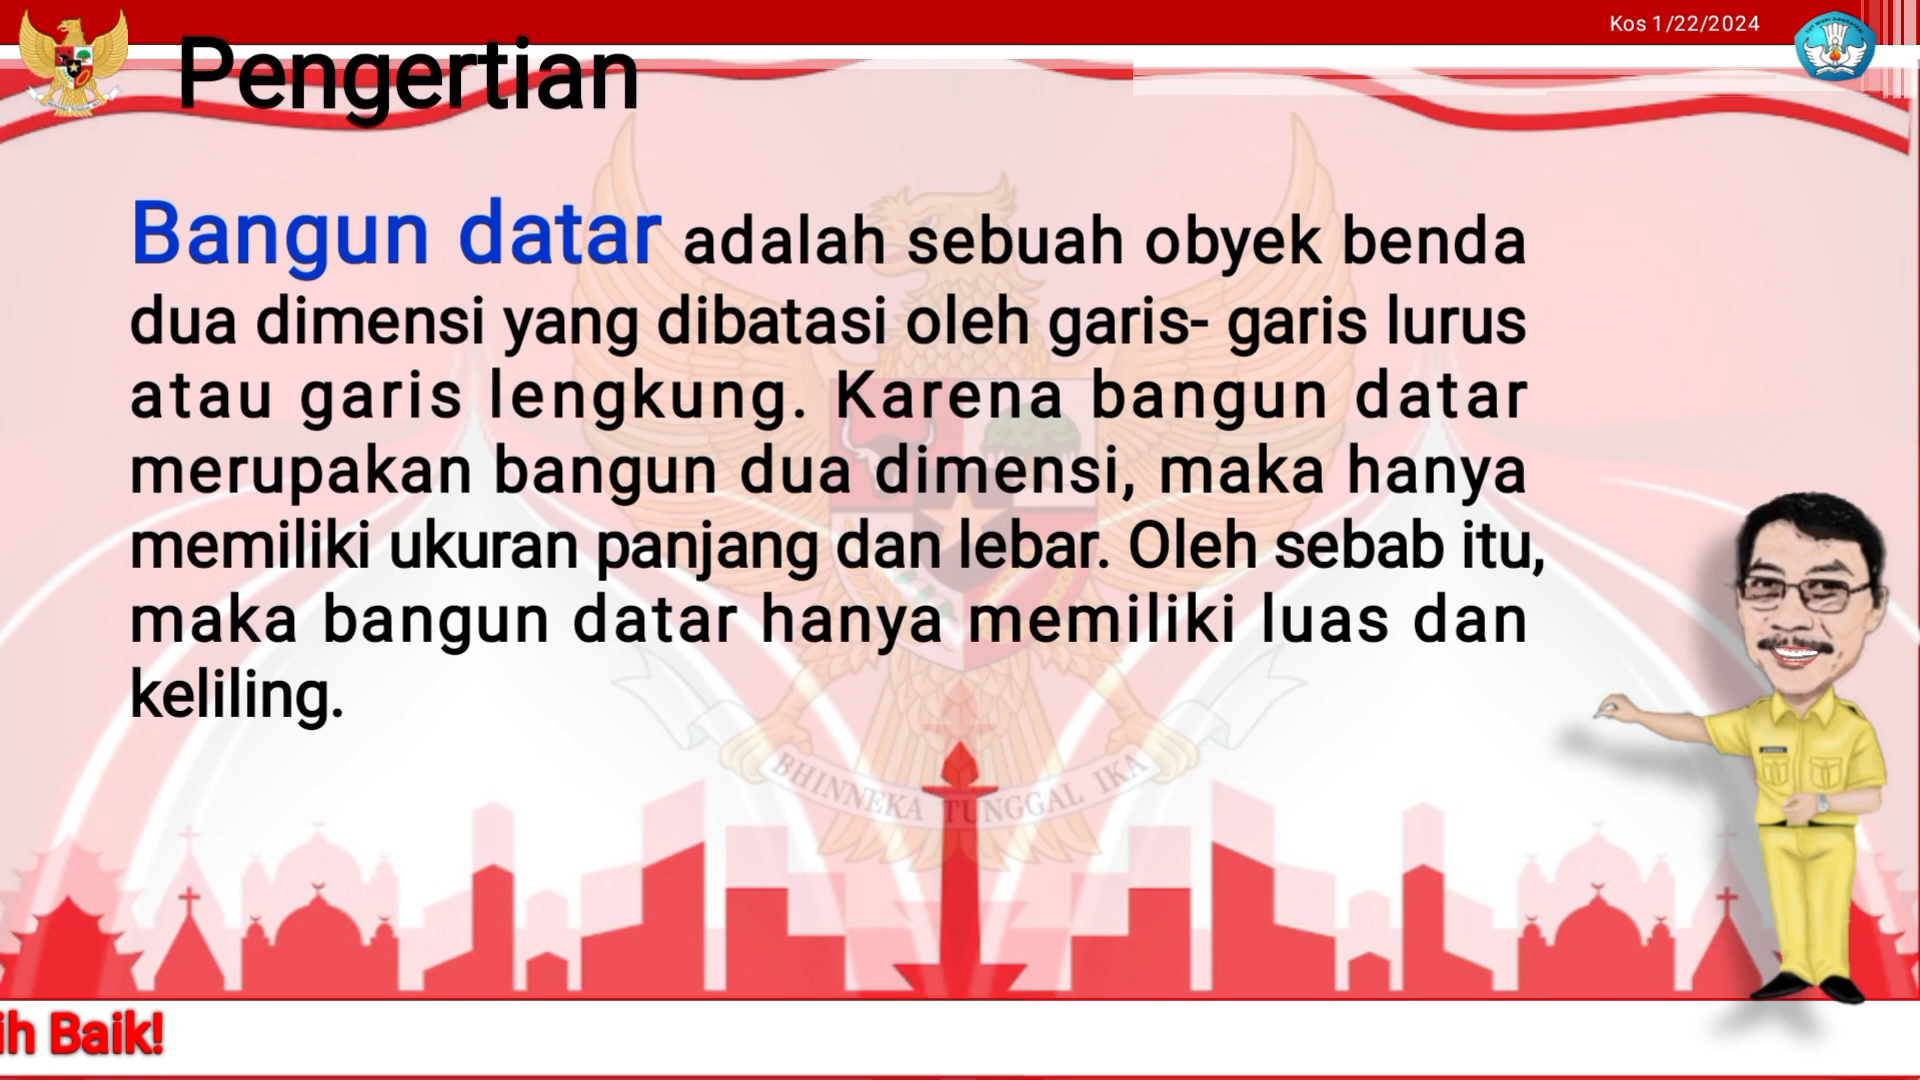 Kos 1/22/2024
Pengertian
Bangun datar adalah sebuah obyek benda
dua dimensi yang dibatasi oleh garis- garis lurus
atau garis lengkung. Karena bangun datar
merupakan bangun dua dimensi, maka hanya
memiliki ukuran panjang dan lebar. Oleh sebab itu,
maka bangun datar hanya memiliki luas dan
keliling.
BHINNEKA TUNGGAL IKA
ih Baik!